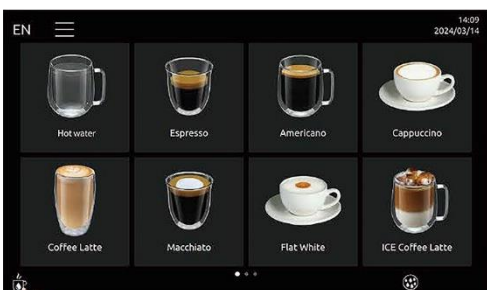 EN
14:09
2024/03/14
Hot water
Espresso
Americano
Cappuccino
Coffee Latte
Macchiato
Flat White
ICE Coffee Latte